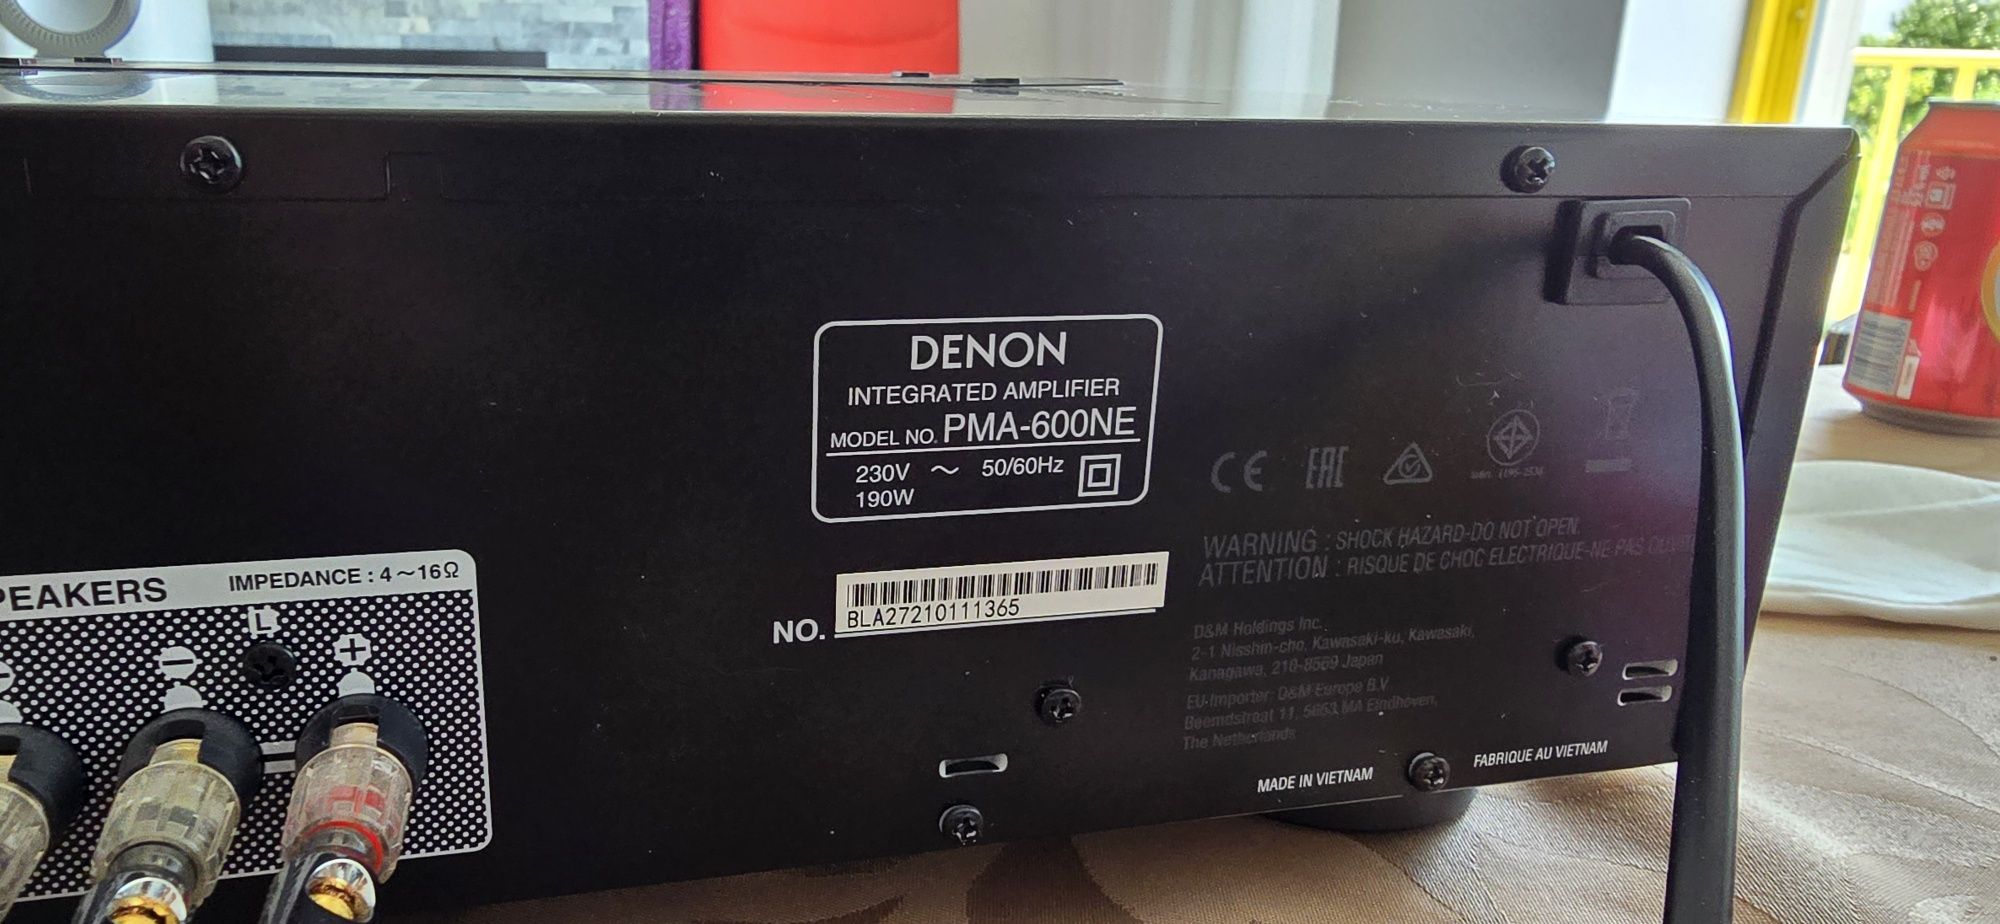 DENON
INTEGRATED AMPLIFIER
MODEL NO. PMA-600NE
230V ～ 50/60Hz
190W
NO. BLA27210111365
CE EAC
WARNING : SHOCK HAZARD-DO NOT OPEN.
ATTENTION : RISQUE DE CHOC ELECTRIQUE-NE PAS
D&M Holdings Inc.
2-1 Nisshin-cho, Kawasaki-ku, Kawasaki,
Kanagawa, 210-8569 Japan
EU-Importer: D&M Europe B.V.
Beemdstraat 11, 5653 MA Eindhoven,
The Netherlands
MADE IN VIETNAM
FABRIQUE AU VIETNAM
PEAKERS
IMPEDANCE : 4～16Ω
L
− +